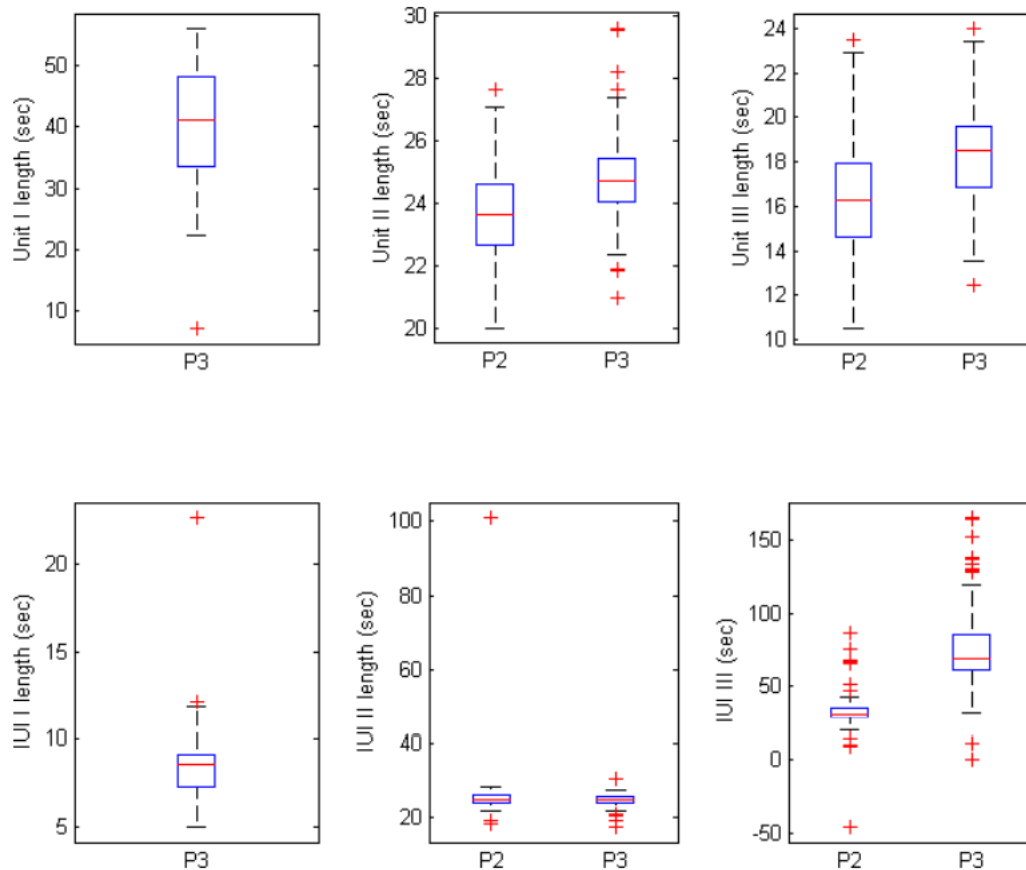 Unit I length (sec)
50
40
30
20
10
P3
Unit II length (sec)
30
28
26
24
22
20
P2 P3
Unit III length (sec)
24
22
20
18
16
14
12
10
P2 P3
IUI I length (sec)
20
15
10
5
P3
IUI II length (sec)
100
80
60
40
20
P2 P3
IUI III (sec)
150
100
50
0
-50
P2 P3